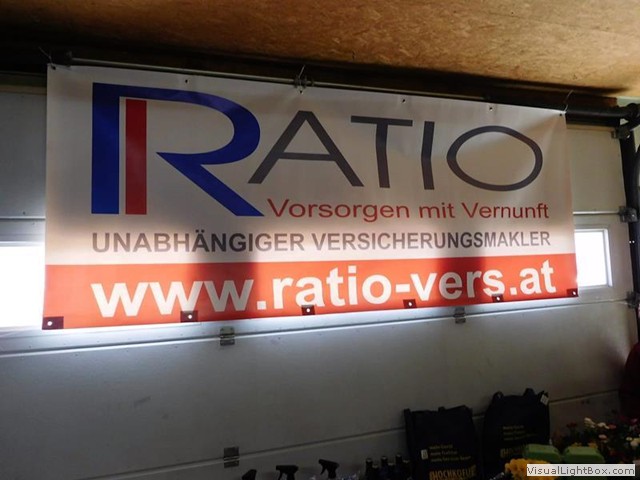 RATIO
Vorsorgen mit Vernunft
UNABHÄNGIGER VERSICHERUNGSMAKLER
www.ratio-vers.at
VisualLightBox.com